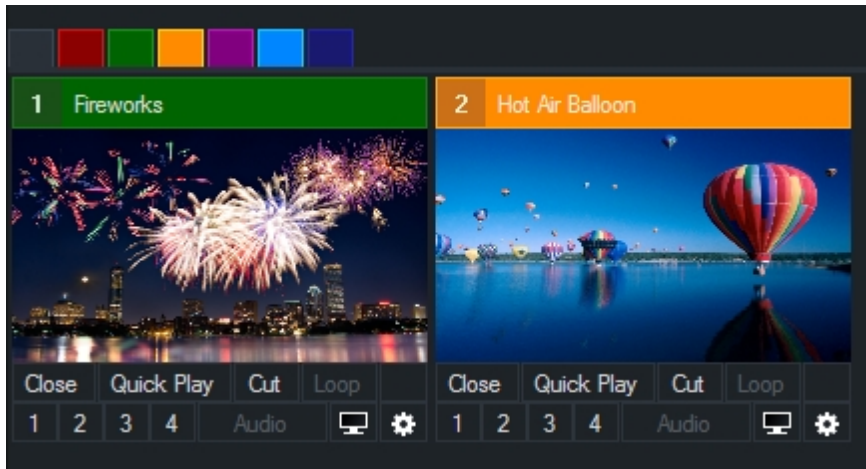 1 Fireworks
2 Hot Air Balloon
Close Quick Play Cut Loop
1 2 3 4 Audio
Close Quick Play Cut Loop
1 2 3 4 Audio